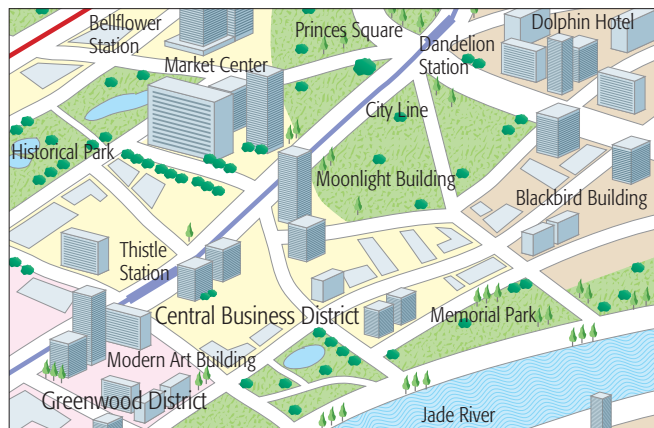 Bellflower
Station
Princes Square
Dolphin Hotel
Dandelion
Station
Market Center
City Line
Historical Park
Moonlight Building
Blackbird Building
Thistle
Station
Central Business District
Memorial Park
Modern Art Building
Greenwood District
Jade River